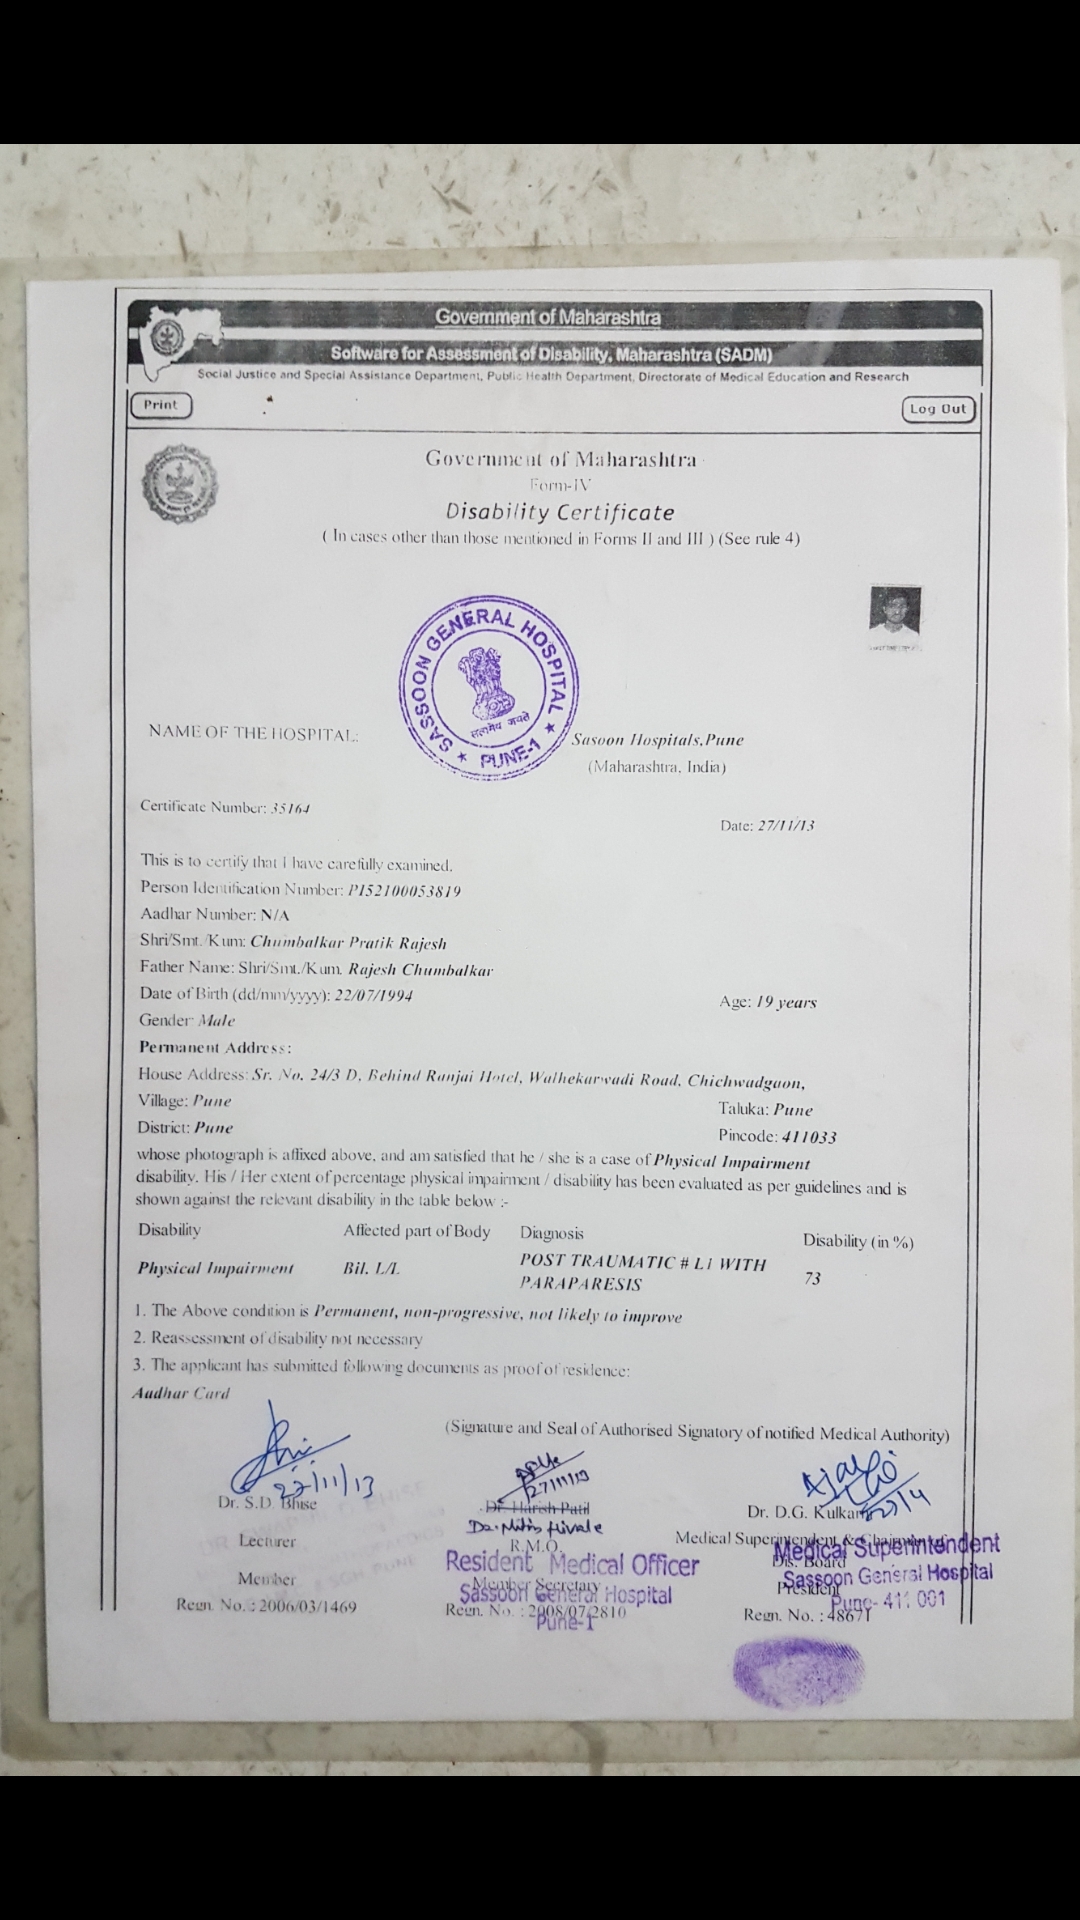 Government of Maharashtra
Software for Assessment of Disability, Maharashtra (SADM)
Social Justice and Special Assistance Department, Public Health Department, Directorate of Medical Education and Research
Print
Log Out
Government of Maharashtra
Form-IV
Disability Certificate
( In cases other than those mentioned in Forms II and III ) (See rule 4)
SASSOON GENERAL HOSPITAL
सत्यमेव जयते
★ PUNE-1 ★
NAME OF THE HOSPITAL:
Sasoon Hospitals,Pune
(Maharashtra, India)
Certificate Number: 35164
Date: 27/11/13
This is to certify that I have carefully examined,
Person Identification Number: PI52100053819
Aadhar Number: N/A
Shri/Smt./Kum: Chumbalkar Pratik Rajesh
Father Name: Shri/Smt./Kum. Rajesh Chumbalkar
Date of Birth (dd/mm/yyyy): 22/07/1994
Age: 19 years
Gender: Male
Permanent Address:
House Address: Sr. No. 24/3 D, Behind Ranjai Hotel, Walhekarwadi Road, Chichwadgaon,
Village: Pune
Taluka: Pune
District: Pune
Pincode: 411033
whose photograph is affixed above, and am satisfied that he / she is a case of Physical Impairment
disability. His / Her extent of percentage physical impairment / disability has been evaluated as per guidelines and is
shown against the relevant disability in the table below :-
Disability Affected part of Body Diagnosis Disability (in %)
Physical Impairment Bil. L/L POST TRAUMATIC # L1 WITH
PARAPARESIS 73
1. The Above condition is Permanent, non-progressive, not likely to improve
2. Reassessment of disability not necessary
3. The applicant has submitted following documents as proof of residence:
Aadhar Card
(Signature and Seal of Authorised Signatory of notified Medical Authority)
27/11/13
27/11/13
Dr. S.D. Bhise
Dr. Harish Patil
Dr. D.G. Kulkarni
Dr. Nitin Hivale
Lecturer
R.M.O.
Medical Superintendent & Chairman of
Dis. Board
Medical Superintendent
Resident Medical Officer
Member
Member Secretary
President
Sassoon General Hospital
Sassoon General Hospital
Pune- 411 001
Regn. No. : 2006/03/1469
Regn. No. : 2008/07/2810
Regn. No. : 48671
Pune-1